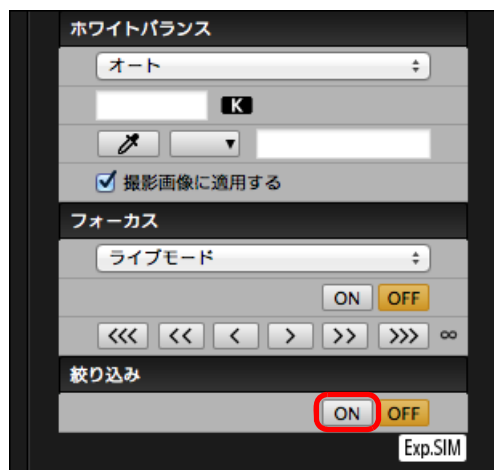 ホワイトバランス
オート
K
撮影画像に適用する
フォーカス
ライブモード
ON OFF
<<< << < > >> >>> ∞
絞り込み
ON OFF
Exp.SIM